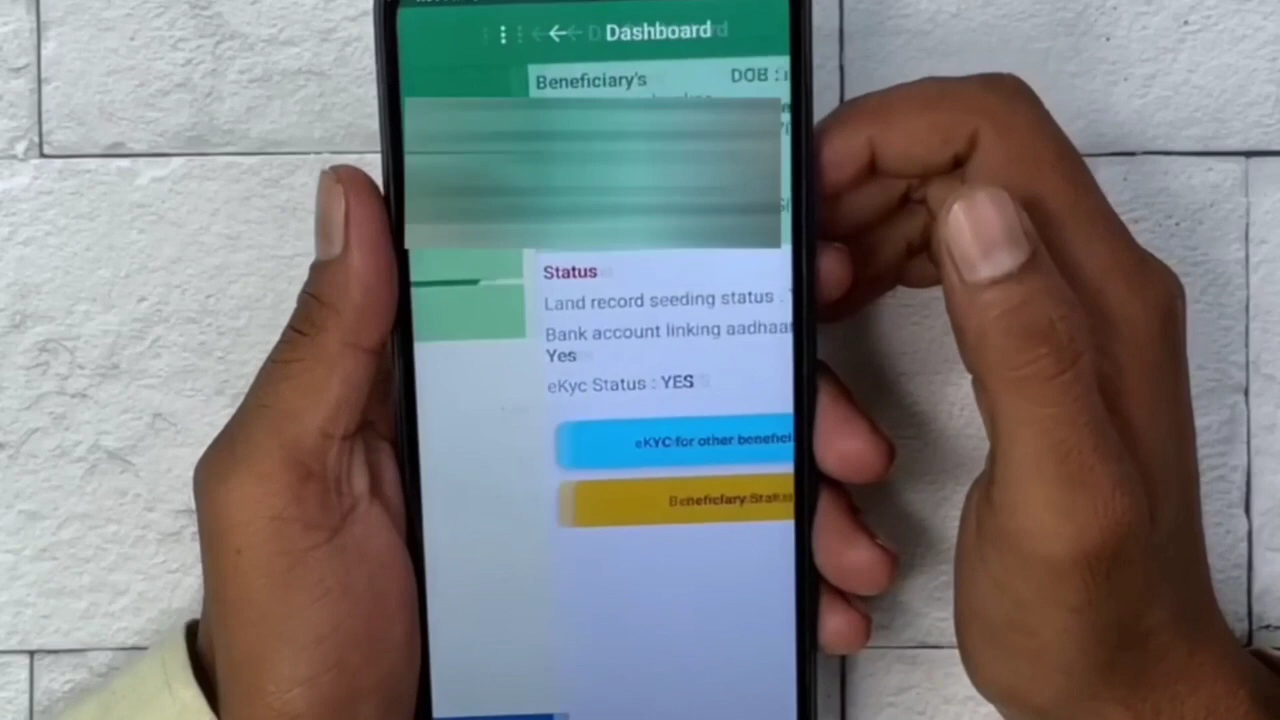 Dashboard
Beneficiary's DOB :
Status
Land record seeding status :
Bank account linking aadhaar
Yes
eKyc Status : YES
eKYC for other benefici
Beneficiary Status